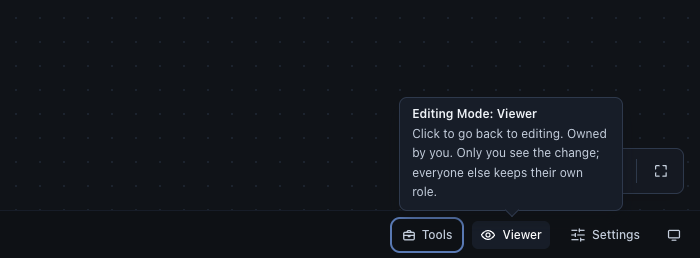 Editing Mode: Viewer
Click to go back to editing. Owned
by you. Only you see the change;
everyone else keeps their own
role.
Tools
Viewer
Settings